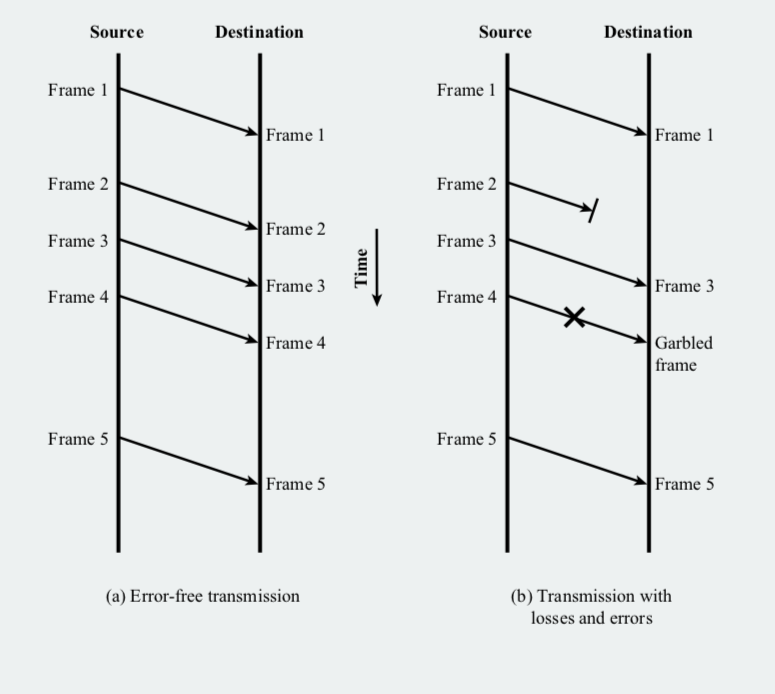 Source
Destination
Frame 1
Frame 1
Frame 2
Frame 2
Frame 3
Frame 3
Frame 4
Frame 4
Frame 5
Frame 5
(a) Error-free transmission
Time
Source
Destination
Frame 1
Frame 1
Frame 2
Frame 3
Frame 3
Frame 4
Garbled
frame
Frame 5
Frame 5
(b) Transmission with
losses and errors